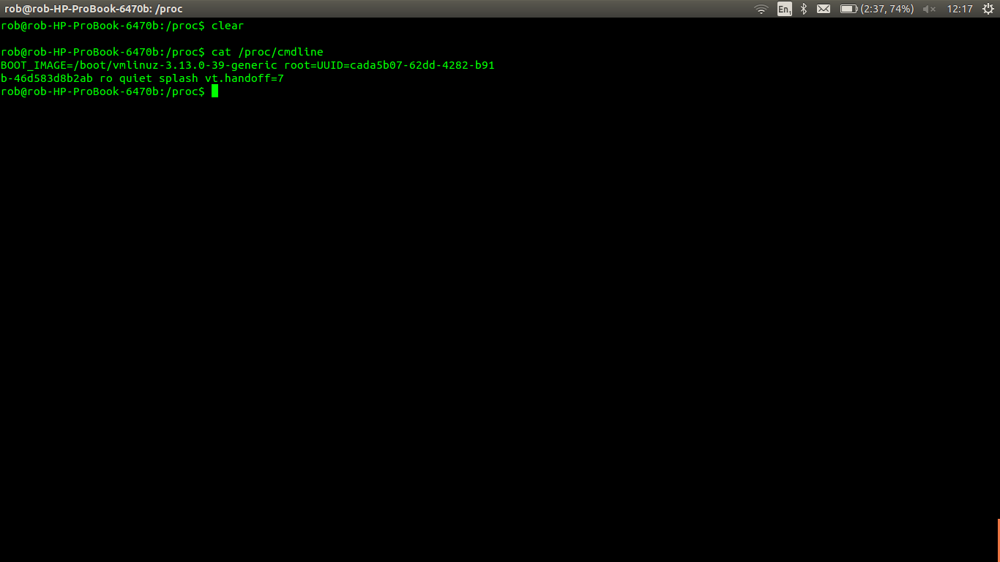 rob@rob-HP-ProBook-6470b: /proc
En1 (2:37, 74%) 12:17
rob@rob-HP-ProBook-6470b:/proc$ clear
rob@rob-HP-ProBook-6470b:/proc$ cat /proc/cmdline
BOOT_IMAGE=/boot/vmlinuz-3.13.0-39-generic root=UUID=cada5b07-62dd-4282-b91
b-46d583d8b2ab ro quiet splash vt.handoff=7
rob@rob-HP-ProBook-6470b:/proc$